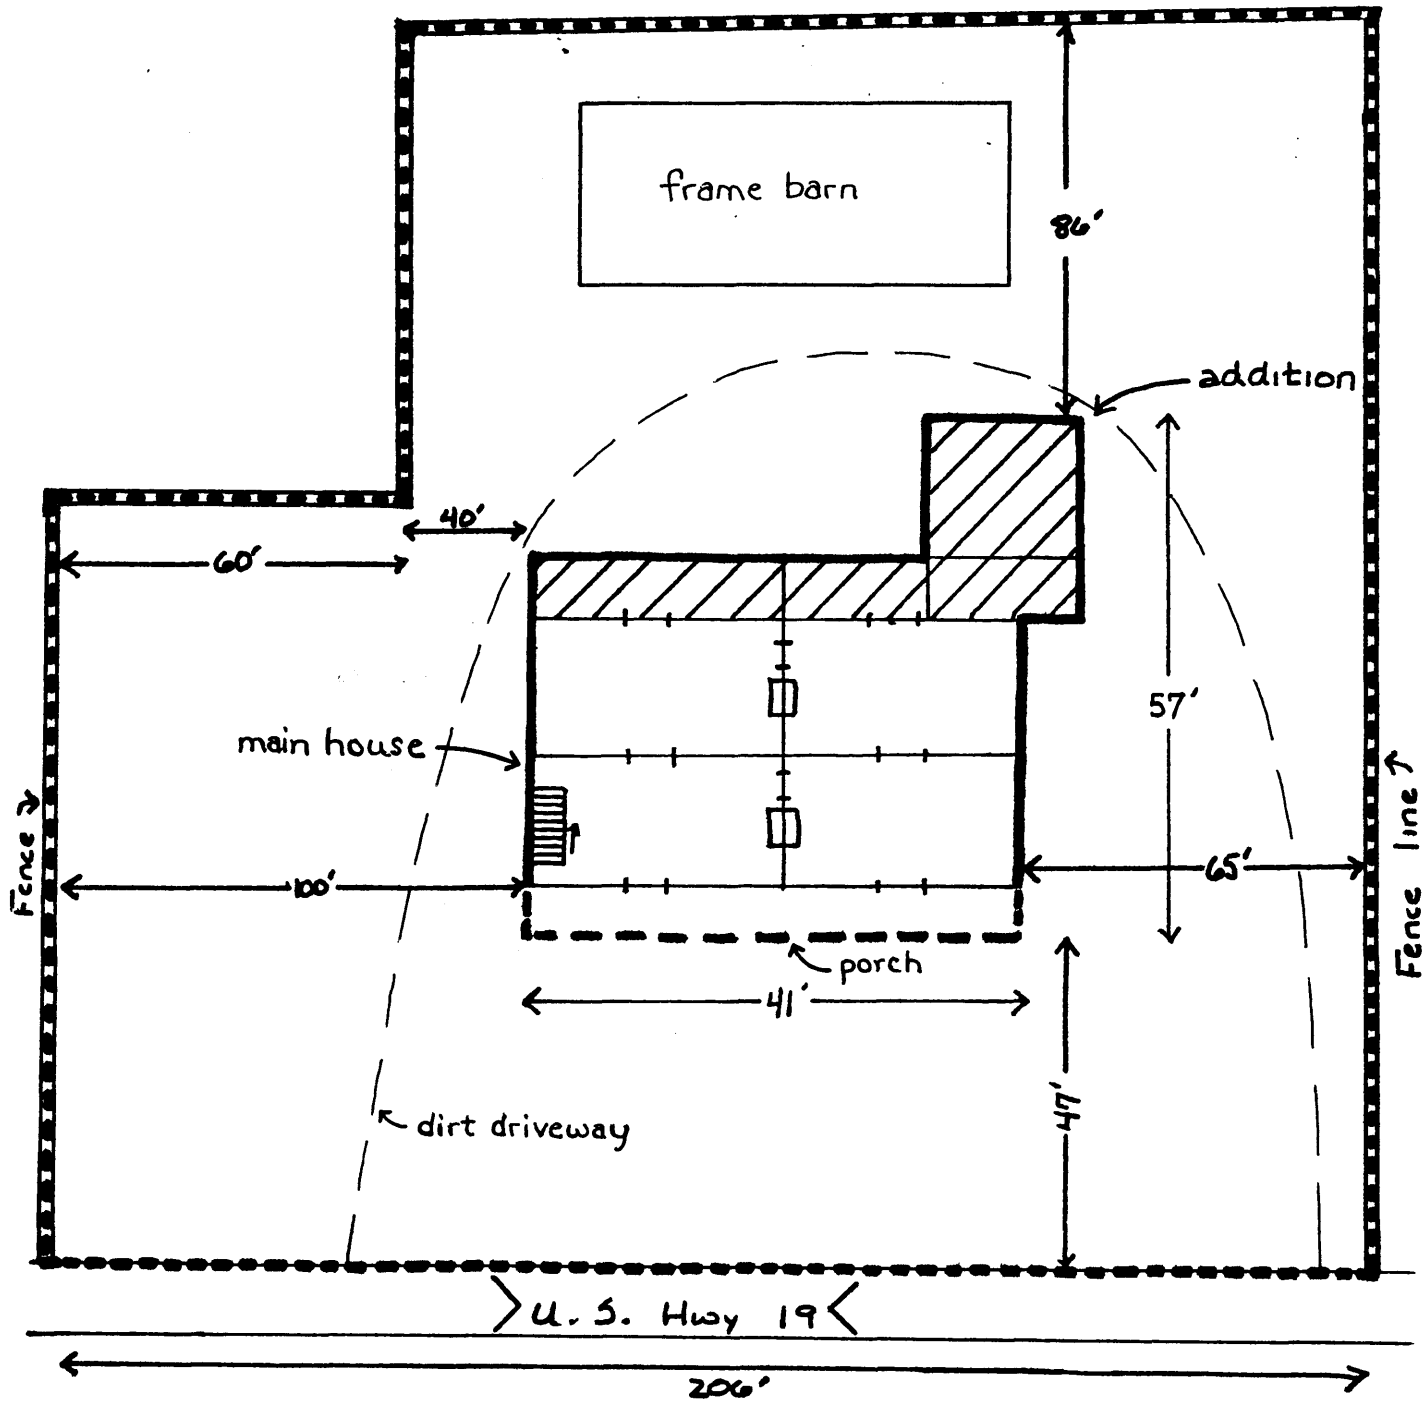 frame barn
86'
addition
40'
60'
57'
main house
Fence
Fence line
65'
100'
porch
41'
47'
dirt driveway
U. S. Hwy 19
206'